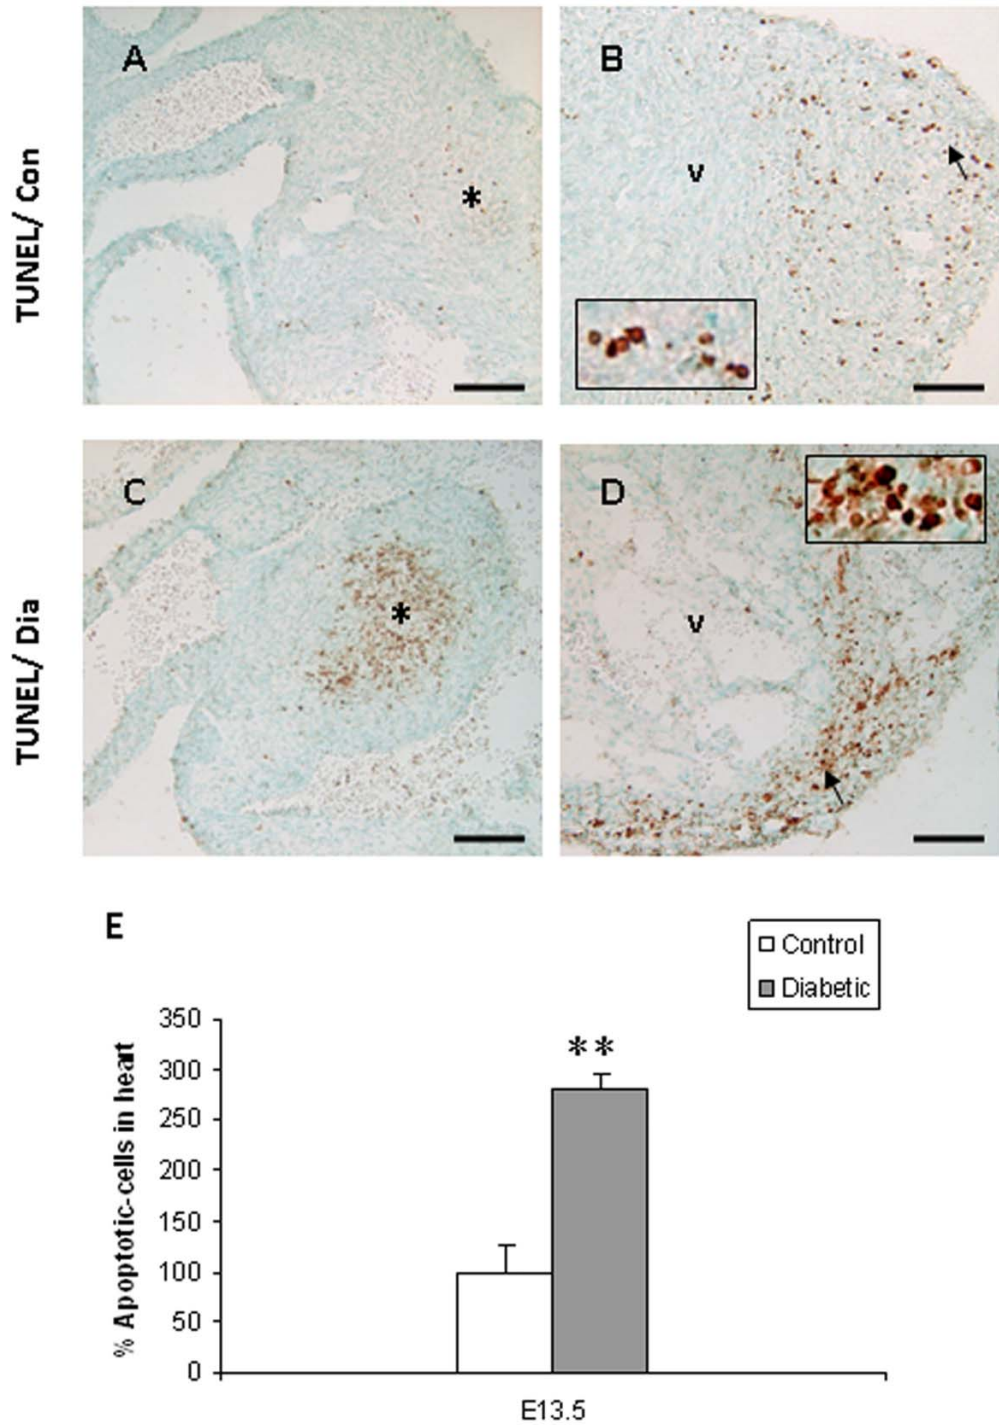 TUNEL/ Con
A
*
B
v
TUNEL/ Dia
C
*
D
v
E
Control
Diabetic
% Apoptotic-cells in heart
350
300
250
200
150
100
50
0
**
E13.5